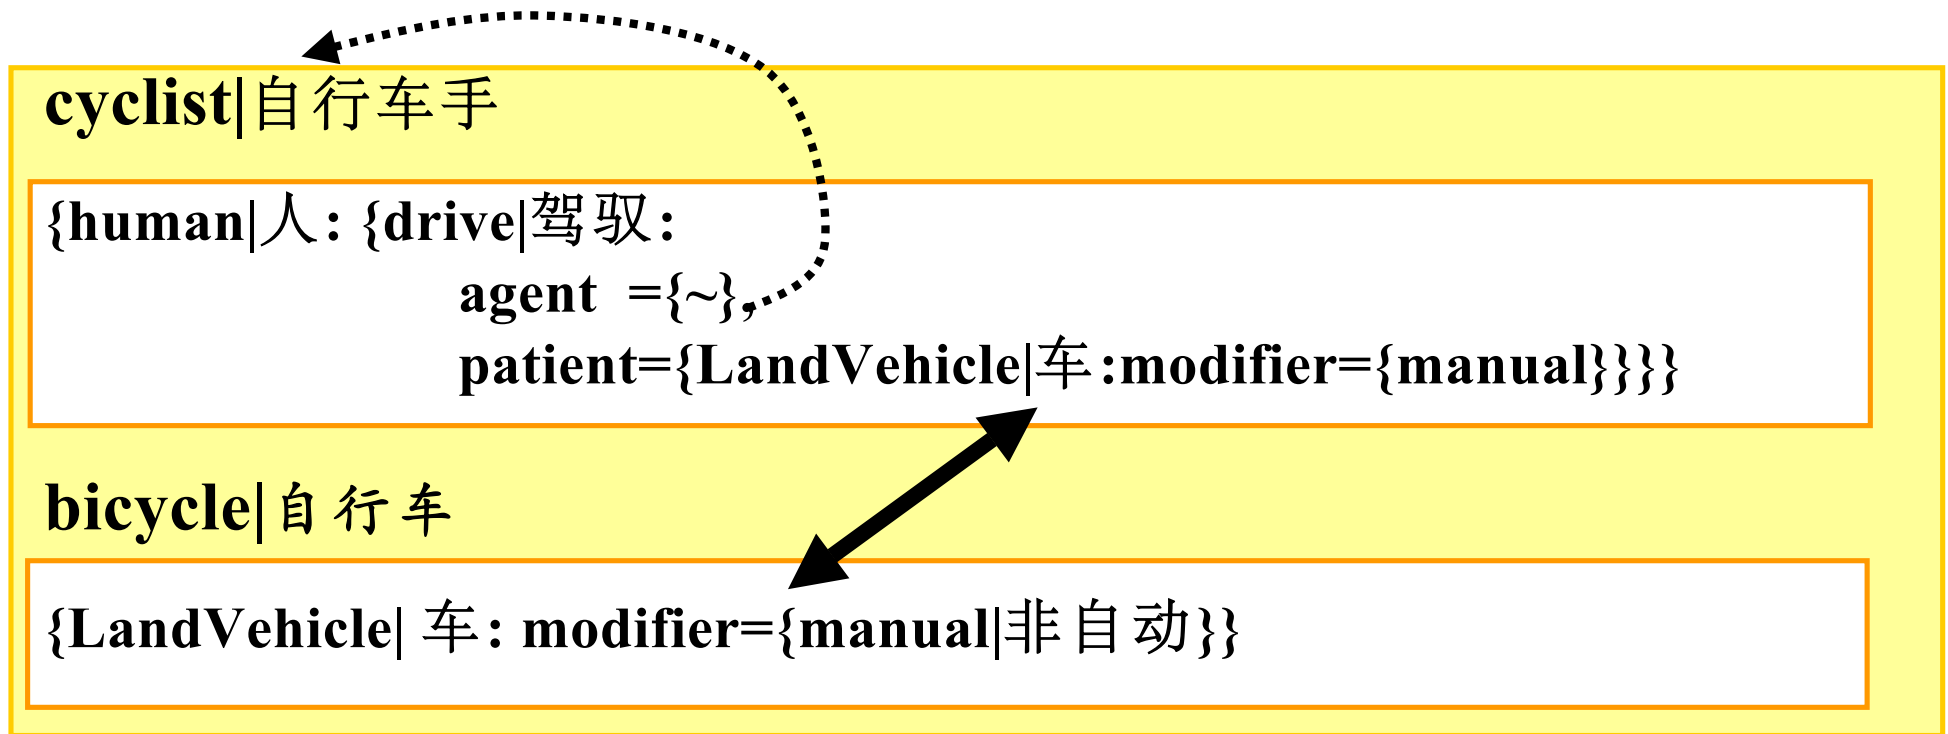 cyclist|自行车手
{human|人: {drive|驾驭:
agent ={~},
patient={LandVehicle|车:modifier={manual}}}}
bicycle|自行车
{LandVehicle| 车: modifier={manual|非自动}}